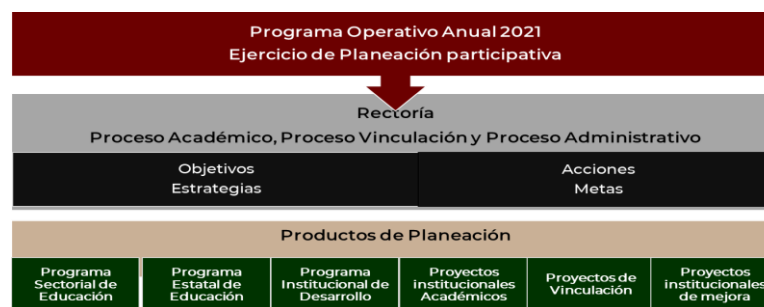 Programa Operativo Anual 2021
Ejercicio de Planeación participativa
Rectoría
Proceso Académico, Proceso Vinculación y Proceso Administrativo
Objetivos
Estrategias
Acciones
Metas
Productos de Planeación
Programa
Sectorial de
Educación
Programa
Estatal de
Educación
Programa
Institucional de
Desarrollo
Proyectos
institucionales
Académicos
Proyectos de
Vinculación
Proyectos
institucionales
de mejora